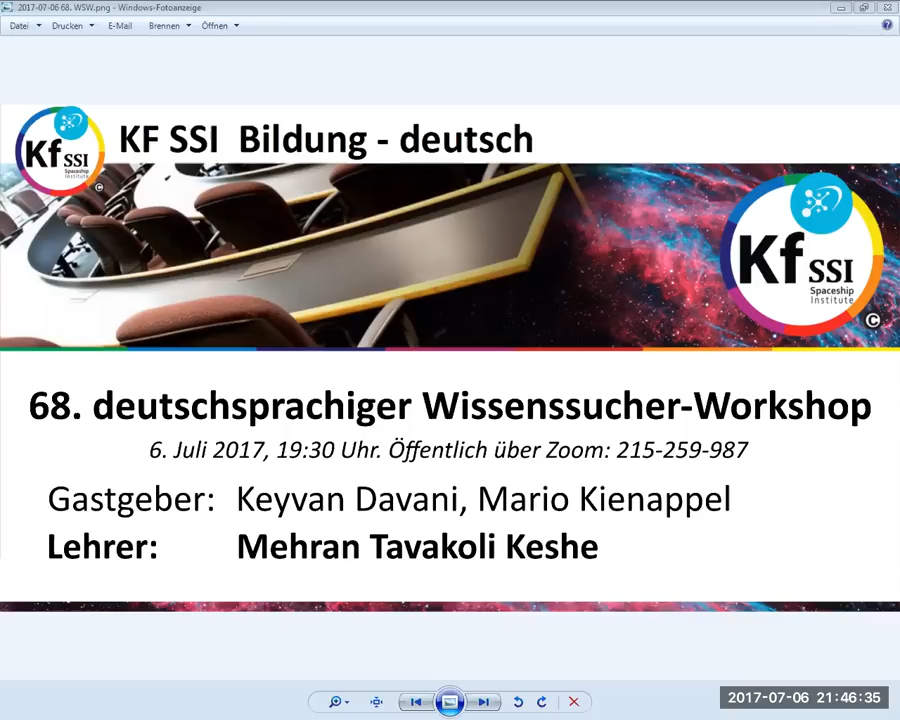 2017-07-06 68. WSW.png - Windows-Fotoanzeige
Datei Drucken E-Mail Brennen Öffnen
Kf SSI
Spaceship
Institute
©
KF SSI Bildung - deutsch
Kf SSI
Spaceship
Institute
©
68. deutschsprachiger Wissenssucher-Workshop
6. Juli 2017, 19:30 Uhr. Öffentlich über Zoom: 215-259-987
Gastgeber: Keyvan Davani, Mario Kienappel
Lehrer: Mehran Tavakoli Keshe
2017-07-06 21:46:35